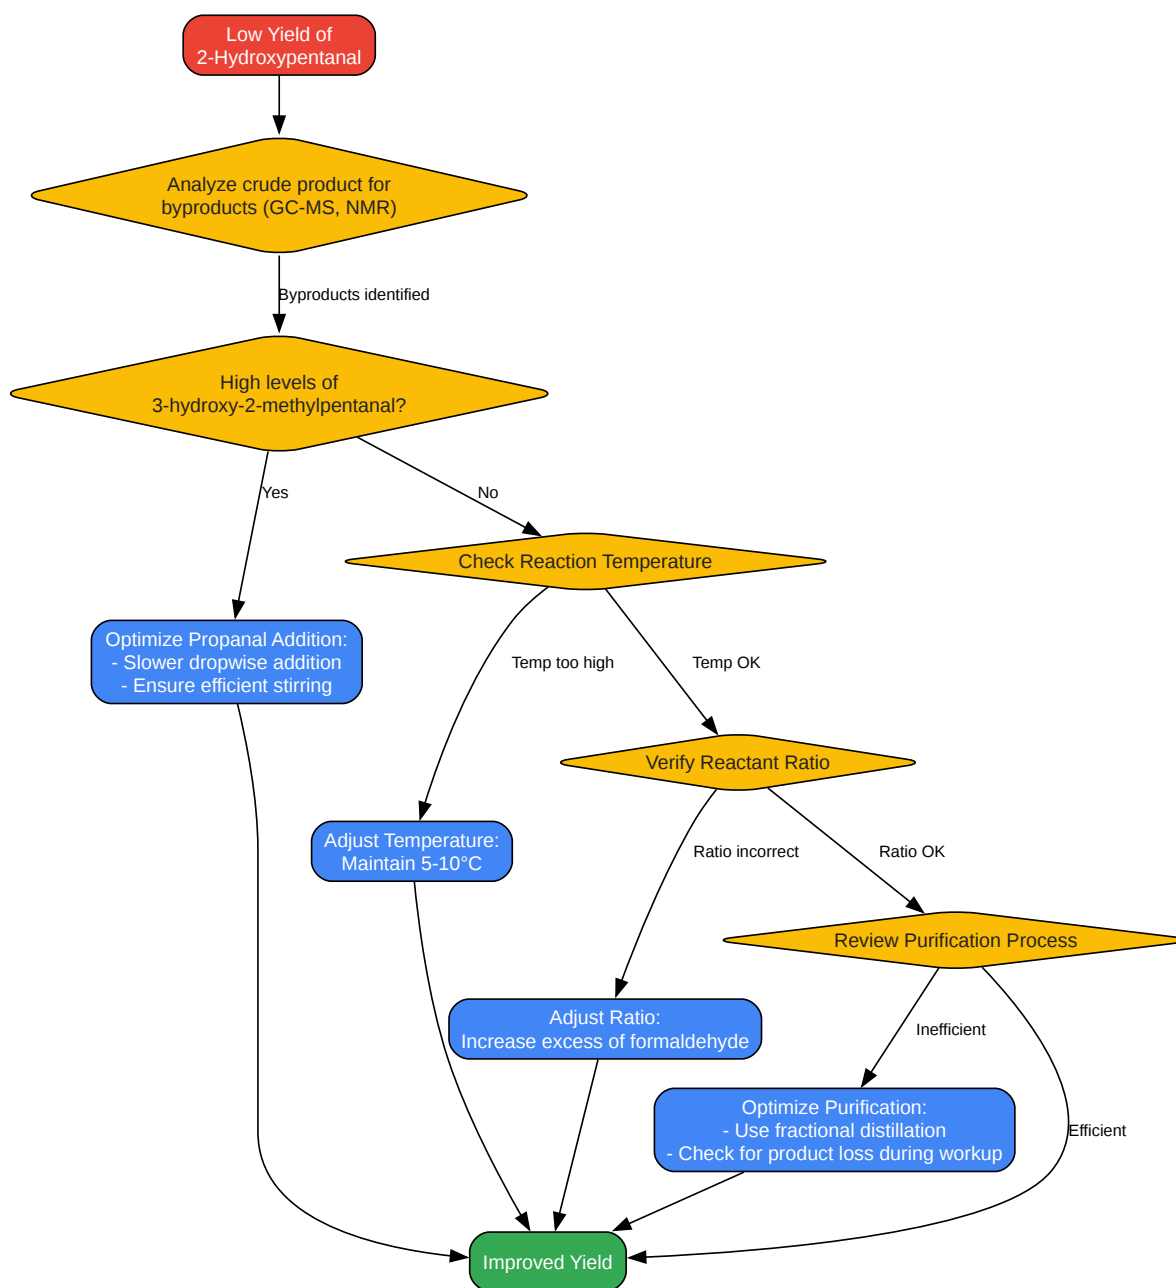 Low Yield of
2-Hydroxypentanal
Analyze crude product for
byproducts (GC-MS, NMR)
Byproducts identified
High levels of
3-hydroxy-2-methylpentanal?
Yes
No
Check Reaction Temperature
Optimize Propanal Addition:
- Slower dropwise addition
- Ensure efficient stirring
Temp too high
Temp OK
Verify Reactant Ratio
Adjust Temperature:
Maintain 5-10°C
Ratio incorrect
Ratio OK
Review Purification Process
Adjust Ratio:
Increase excess of formaldehyde
Inefficient
Efficient
Optimize Purification:
- Use fractional distillation
- Check for product loss during workup
Improved Yield